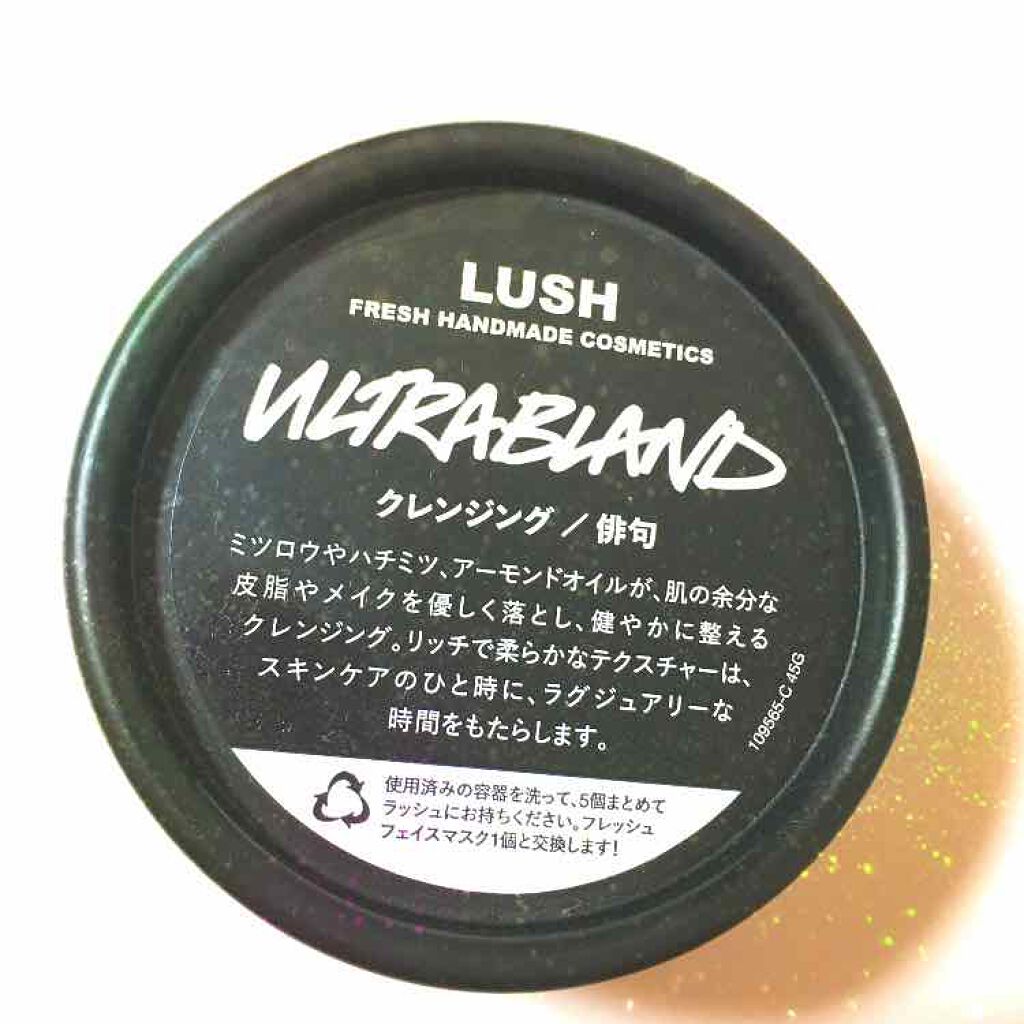 LUSH
FRESH HANDMADE COSMETICS
ULTRABLAND
クレンジング / 俳句
ミツロウやハチミツ、アーモンドオイルが、肌の余分な
皮脂やメイクを優しく落とし、健やかに整える
クレンジング。リッチで柔らかなテクスチャーは、
スキンケアのひと時に、ラグジュアリーな
時間をもたらします。
109565-C 45G
使用済みの容器を洗って、5個まとめて
ラッシュにお持ちください。フレッシュ
フェイスマスク1個と交換します!